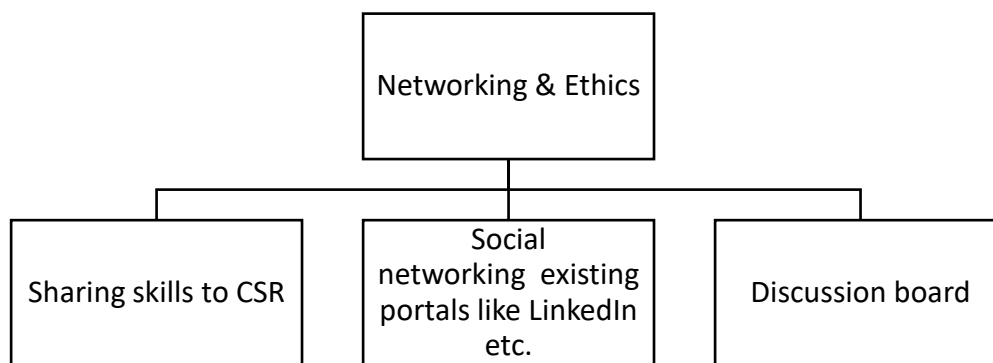 Networking & Ethics
Sharing skills to CSR
Social
networking existing
portals like LinkedIn
etc.
Discussion board